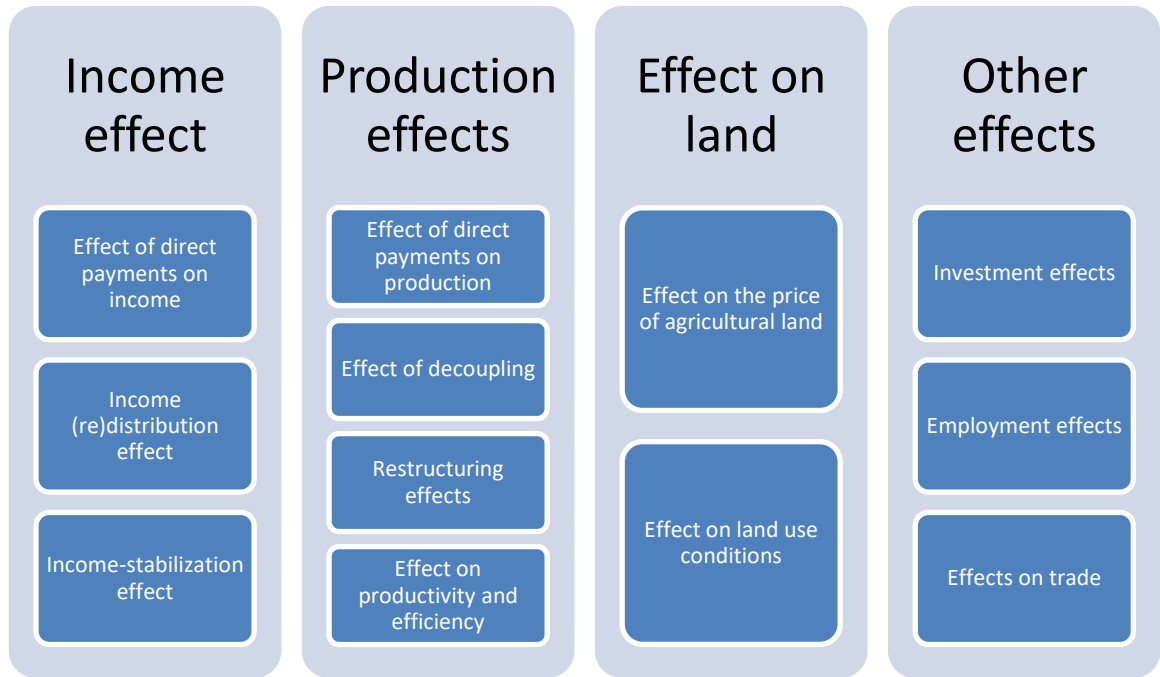 Income
effect
Effect of direct
payments on
income
Income
(re)distribution
effect
Income-stabilization
effect
Production
effects
Effect of direct
payments on
production
Effect of decoupling
Restructuring
effects
Effect on
productivity and
efficiency
Effect on
land
Effect on the price
of agricultural land
Effect on land use
conditions
Other
effects
Investment effects
Employment effects
Effects on trade